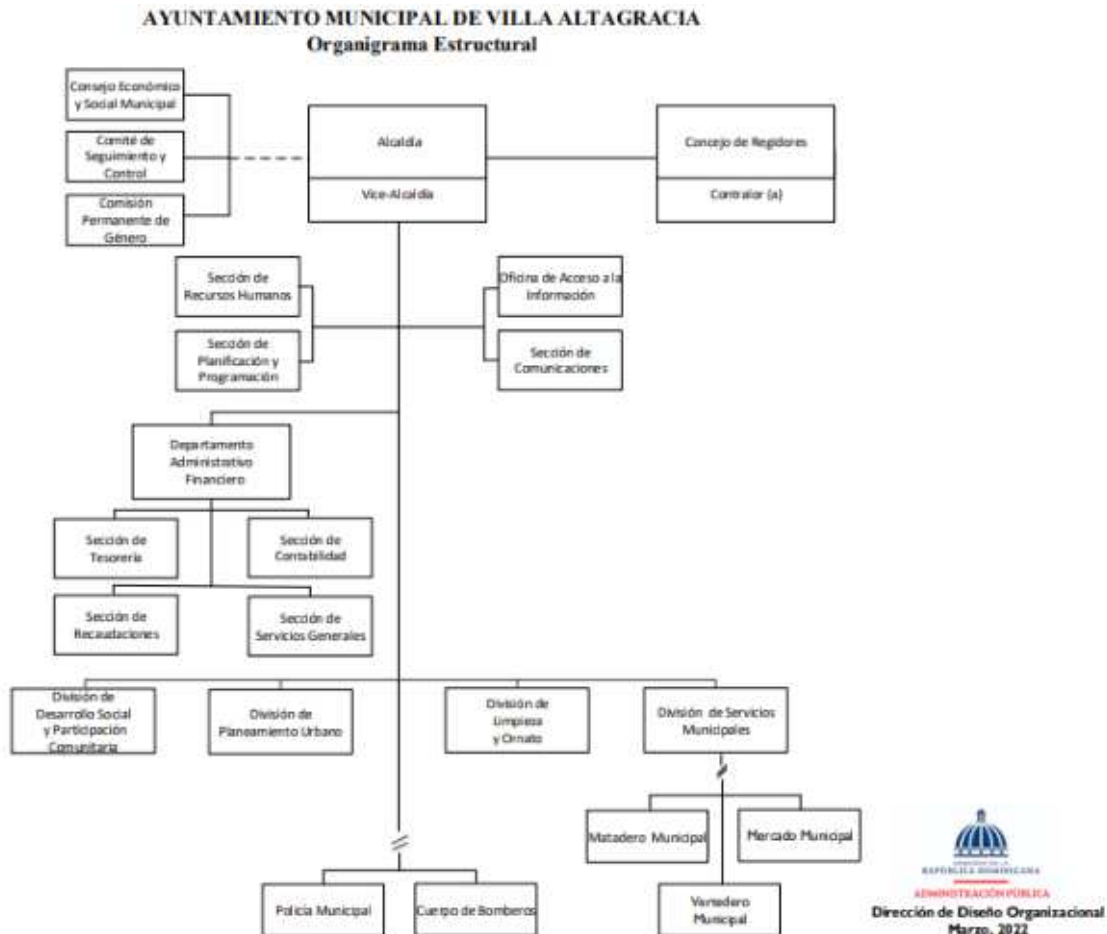 AYUNTAMIENTO MUNICIPAL DE VILLA ALTAGRACIA
Organigrama Estructural
Consejo Económico
y Social Municipal
Comité de
Seguimiento y
Control
Comisión
Permanente de
Género
Alcaldía
Vice-Alcaldía
Concejo de Regidores
Contralor (a)
Sección de
Recursos Humanos
Sección de
Planificación y
Programación
Oficina de Acceso a la
Información
Sección de
Comunicaciones
Departamento
Administrativo
Financiero
Sección de
Tesorería
Sección de
Contabilidad
Sección de
Recaudaciones
Sección de
Servicios Generales
División de
Desarrollo Social
y Participación
Comunitaria
División de
Planeamiento Urbano
División de
Limpieza
y Ornato
División de Servicios
Municipales
Matadero Municipal
Mercado Municipal
Vertedero
Municipal
Policía Municipal
Cuerpo de Bomberos
GOBIERNO DE LA
REPÚBLICA DOMINICANA
ADMINISTRACIÓN PÚBLICA
Dirección de Diseño Organizacional
Marzo, 2022